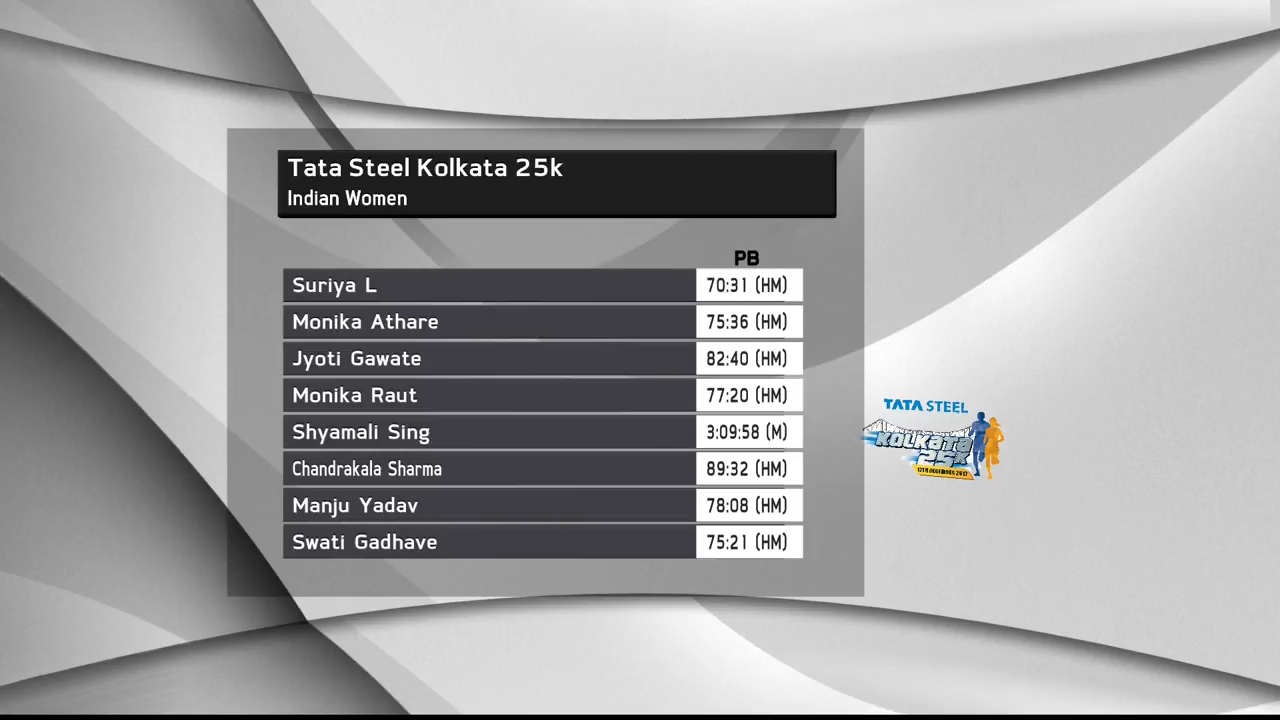 Tata Steel Kolkata 25k
Indian Women
PB
Suriya L 70:31 (HM)
Monika Athare 75:36 (HM)
Jyoti Gawate 82:40 (HM)
Monika Raut 77:20 (HM)
Shyamali Sing 3:09:58 (M)
Chandrakala Sharma 89:32 (HM)
Manju Yadav 78:08 (HM)
Swati Gadhave 75:21 (HM)
TATA STEEL
KOLKATA
25K